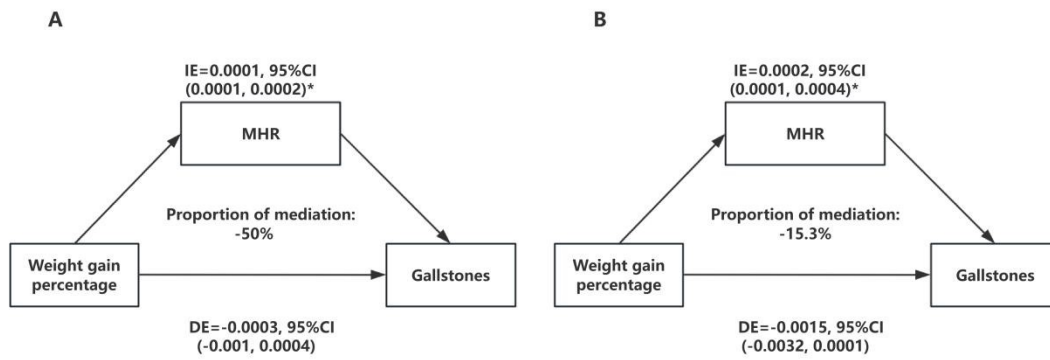 A
IE=0.0001, 95%CI
(0.0001, 0.0002)*
MHR
Proportion of mediation:
-50%
Weight gain
percentage
Gallstones
DE=-0.0003, 95%CI
(-0.001, 0.0004)
B
IE=0.0002, 95%CI
(0.0001, 0.0004)*
MHR
Proportion of mediation:
-15.3%
Weight gain
percentage
Gallstones
DE=-0.0015, 95%CI
(-0.0032, 0.0001)